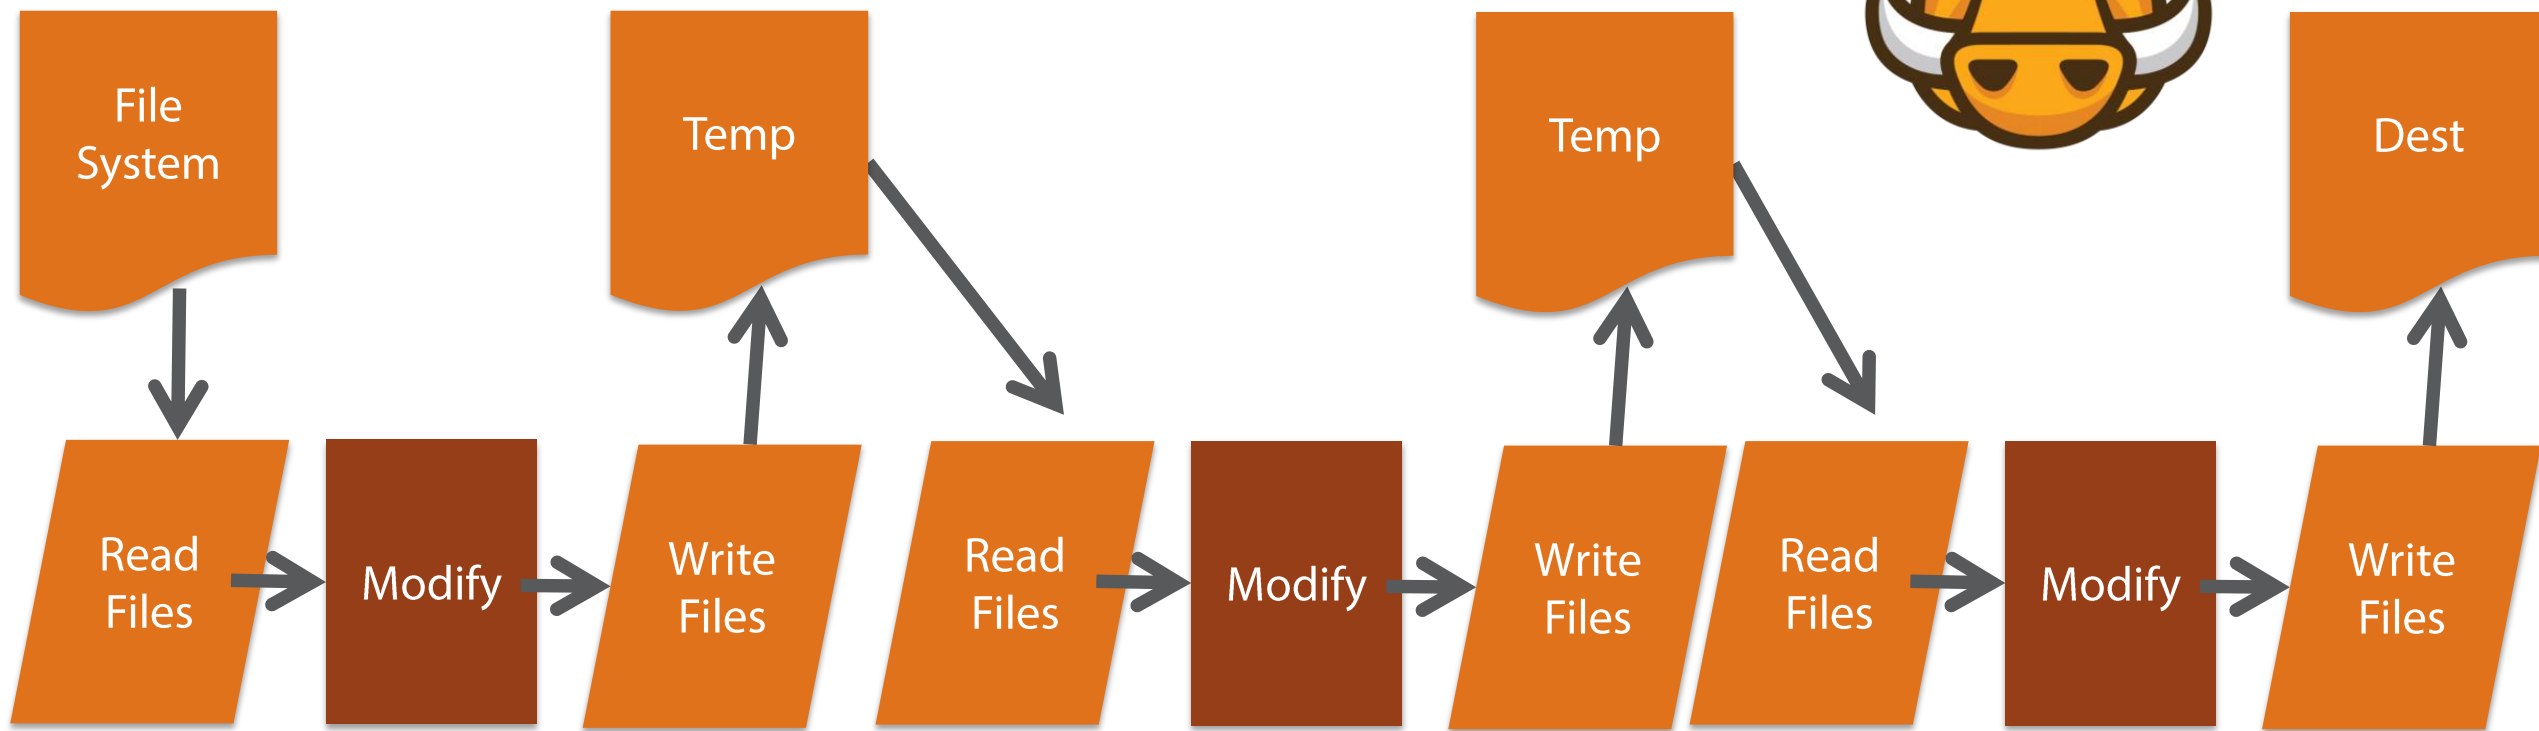 File
System
Temp
Temp
Dest
Read
Files
Modify
Write
Files
Read
Files
Modify
Write
Files
Read
Files
Modify
Write
Files